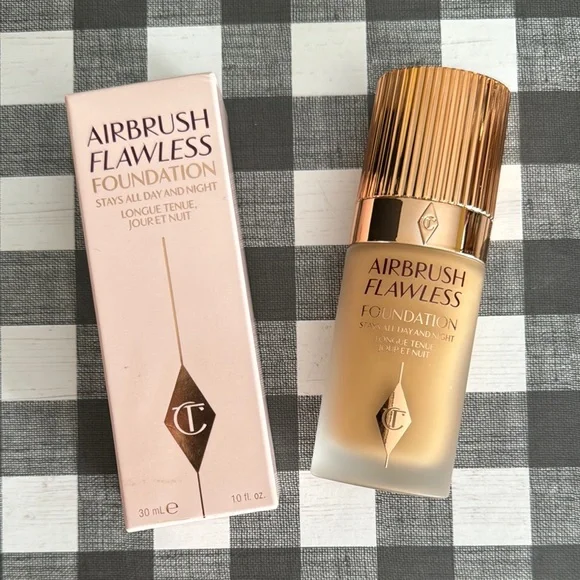 AIRBRUSH
FLAWLESS
FOUNDATION
STAYS ALL DAY AND NIGHT
LONGUE TENUE,
JOUR ET NUIT
CT
30 mL℮
1.0 fl. oz.
CT
AIRBRUSH
FLAWLESS
FOUNDATION
STAYS ALL DAY AND NIGHT
LONGUE TENUE,
JOUR ET NUIT
CT